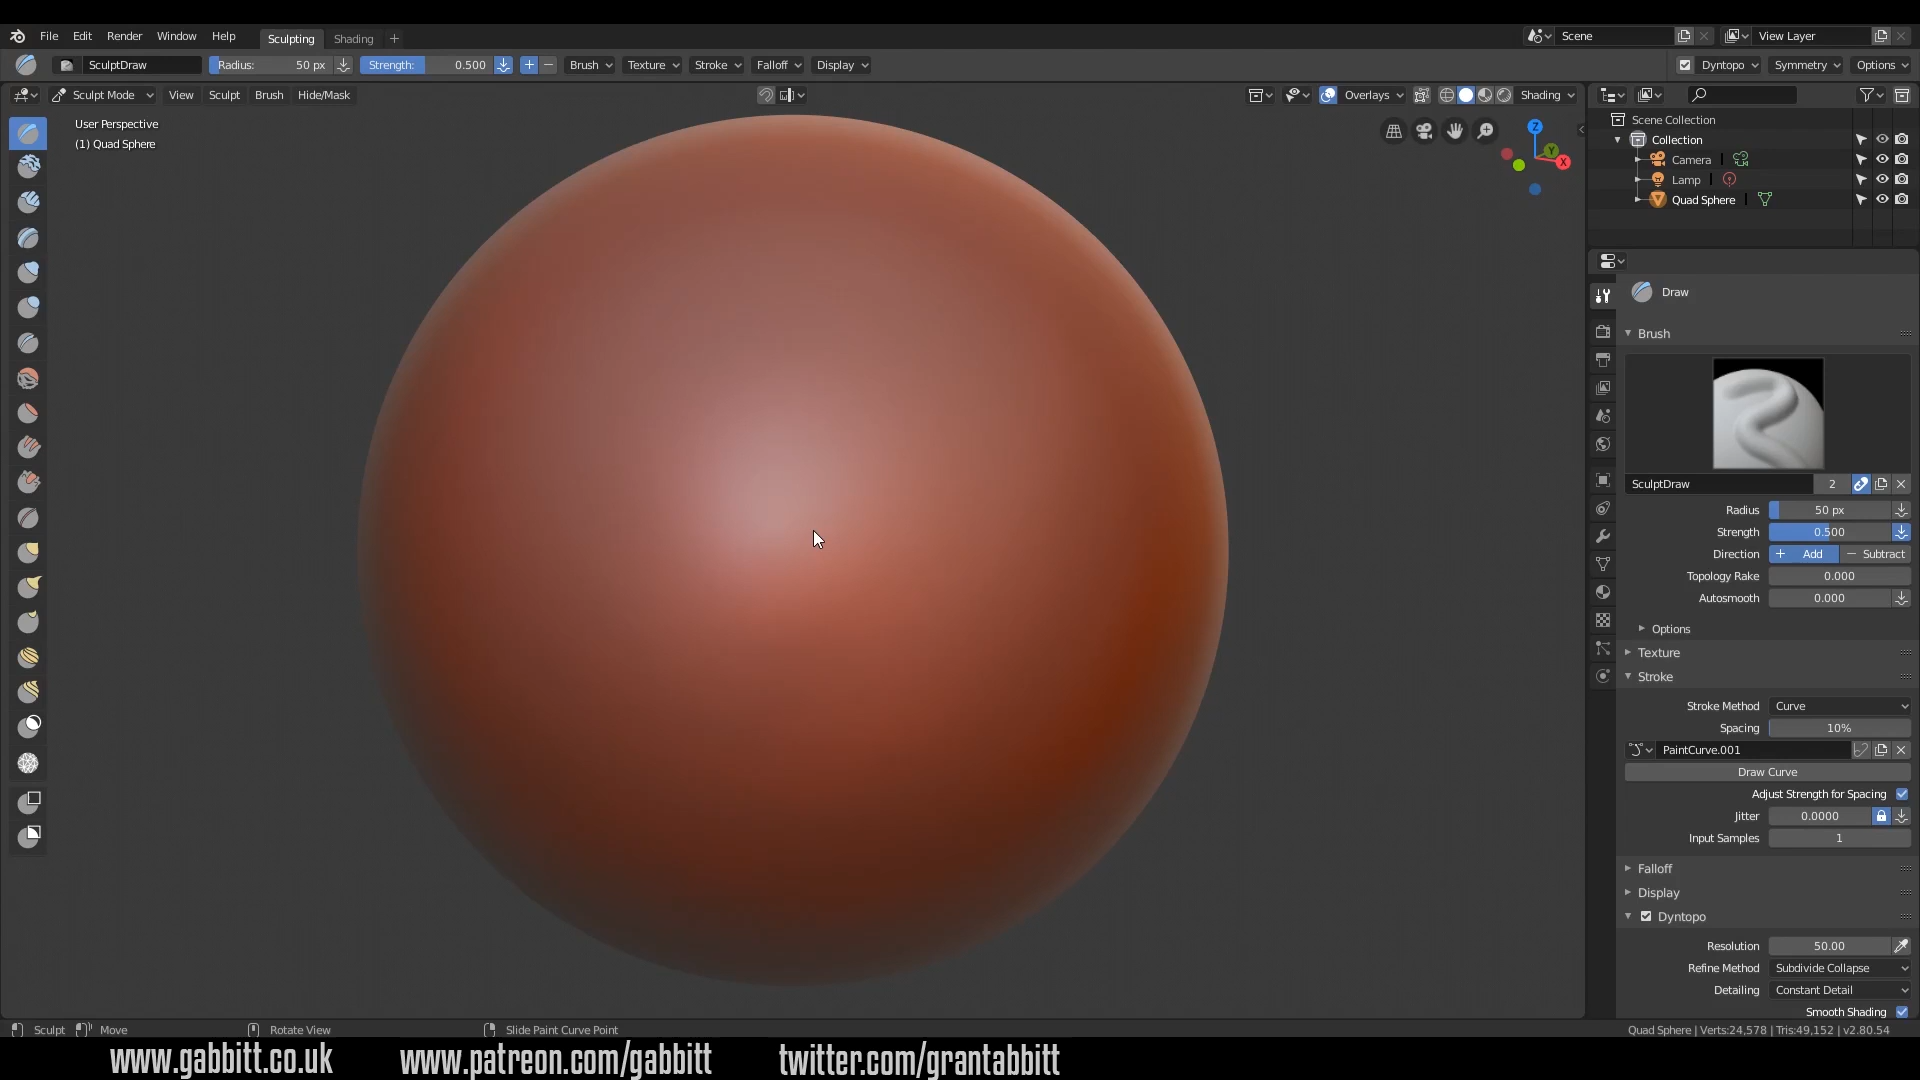 File Edit Render Window Help Sculpting Shading + Scene View Layer
SculptDraw Radius: 50 px Strength: 0.500 + − Brush Texture Stroke Falloff Display Dyntopo Symmetry Options
Sculpt Mode View Sculpt Brush Hide/Mask Overlays Shading
User Perspective
(1) Quad Sphere
Z
Y
X
Scene Collection
Collection
Camera
Lamp
Quad Sphere
Draw
Brush
SculptDraw 2
Radius 50 px
Strength 0.500
Direction + Add − Subtract
Topology Rake 0.000
Autosmooth 0.000
Options
Texture
Stroke
Stroke Method Curve
Spacing 10%
PaintCurve.001
Draw Curve
Adjust Strength for Spacing
Jitter 0.0000
Input Samples 1
Falloff
Display
Dyntopo
Resolution 50.00
Refine Method Subdivide Collapse
Detailing Constant Detail
Smooth Shading
Sculpt Move Rotate View Slide Paint Curve Point Quad Sphere | Verts:24,578 | Tris:49,152 | v2.80.54
www.gabbitt.co.uk www.patreon.com/gabbitt twitter.com/grantabbitt